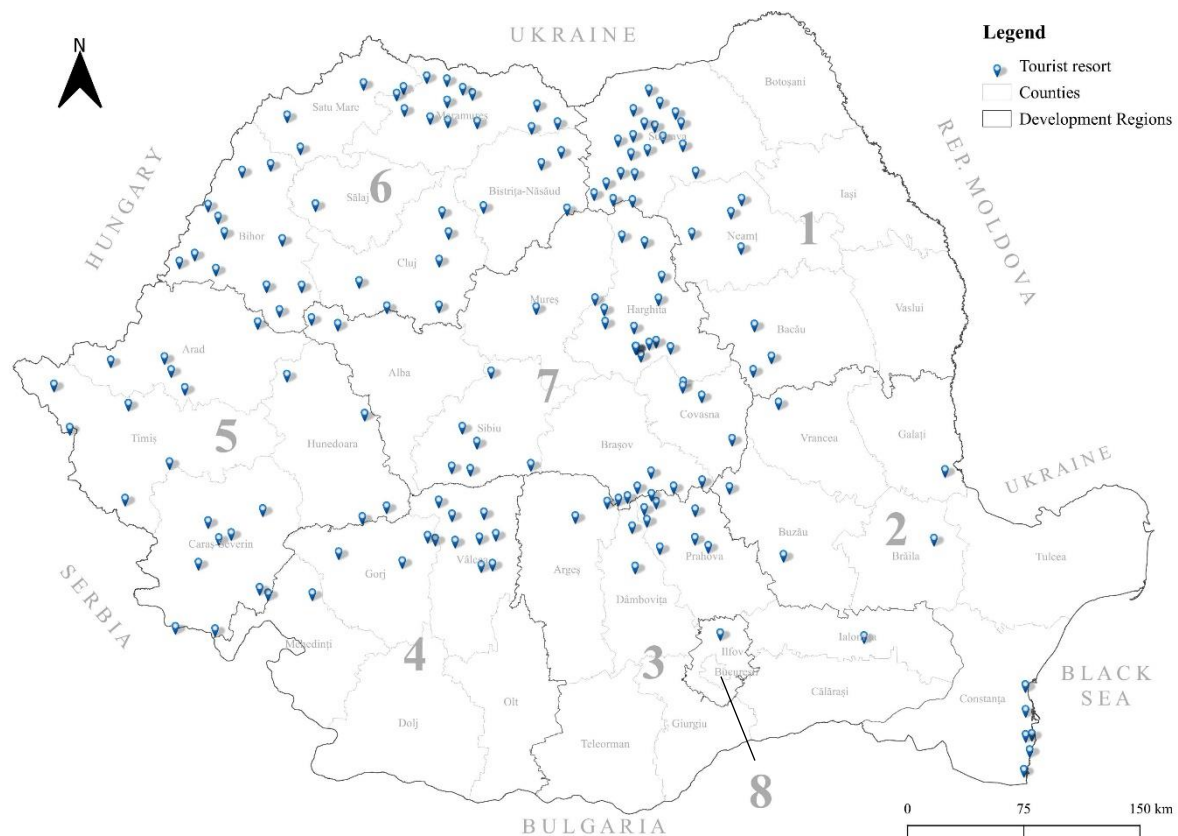 UKRAINE
N
Legend
Tourist resort
Counties
Development Regions
Botoșani
Satu Mare
Maramureș
Suceava
REP. MOLDOVA
HUNGARY
Sălaj
6
Bistrița-Năsăud
Iași
Bihor
Neamț
1
Cluj
Mureș
Harghita
Bacău
Vaslui
Arad
Alba
7
Covasna
Timiș
5
Hunedoara
Sibiu
Brașov
Vrancea
Galați
UKRAINE
Caraș-Severin
Buzău
2
Brăila
Tulcea
Gorj
Vâlcea
Argeș
Prahova
Dâmbovița
SERBIA
Mehedinți
4
3
Ilfov
București
Ialomița
Călărași
Constanța
BLACK
SEA
Olt
Dolj
Giurgiu
Teleorman
8
BULGARIA
0 75 150 km